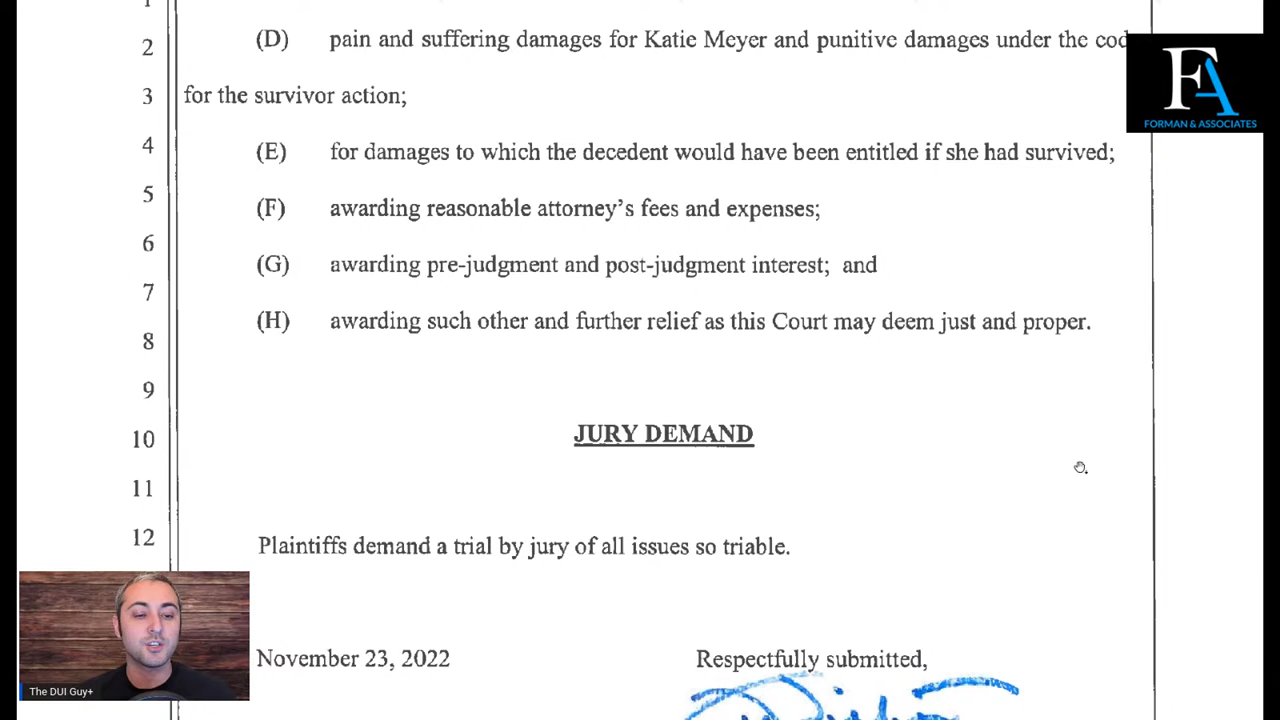 1
2 (D) pain and suffering damages for Katie Meyer and punitive damages under the
3 for the survivor action;
4 (E) for damages to which the decedent would have been entitled if she had survived;
5 (F) awarding reasonable attorney’s fees and expenses;
6 (G) awarding pre-judgment and post-judgment interest; and
7
8 (H) awarding such other and further relief as this Court may deem just and proper.
9
10 JURY DEMAND
11
12 Plaintiffs demand a trial by jury of all issues so triable.
November 23, 2022 Respectfully submitted,
FA
FORMAN & ASSOCIATES
The DUI Guy+